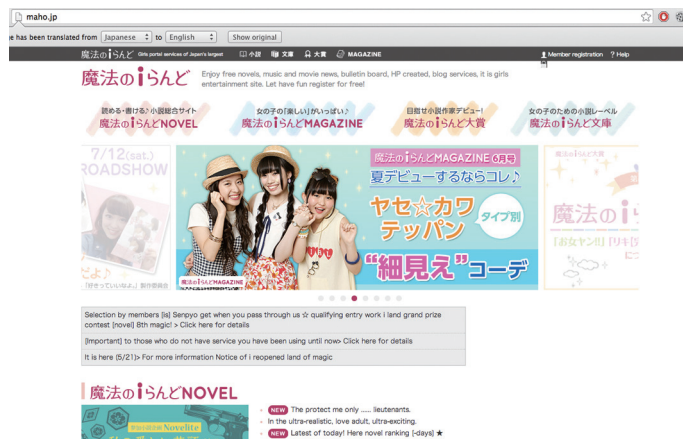 maho.jp
e has been translated from Japanese to English Show original
魔法のiらんど Girls portal services of Japan's largest 小説 文庫 大賞 MAGAZINE Member registration ? Help
魔法のiらんど Enjoy free novels, music and movie news, bulletin board, HP created, blog services, it is girls
entertainment site. Let have fun register for free!
読める・書ける♪小説総合サイト 女の子の「楽しい」がいっぱい♪ 目指せ小説作家デビュー! 女の子のための小説レーベル
魔法のiらんどNOVEL 魔法のiらんどMAGAZINE 魔法のiらんど大賞 魔法のiらんど文庫
7/12(sat.)
ROADSHOW
だよ♪
「好きっていいなよ。」製作委員会
魔法のiらんどMAGAZINE 6月号
夏デビューするならコレ♪
ヤセ☆カワ
テッパン
タイプ別
"細見え"コーデ
魔法のiらんどMAGAZINE
魔法のiらんど大賞
魔法のi
Selection by members [is] Senpyo get when you pass through us ☆ qualifying entry work i land grand prize
contest [novel] 8th magic! > Click here for details
[Important] to those who do not have service you have been using until now> Click here for details
It is here (5/21)> For more information Notice of i reopened land of magic
魔法のiらんどNOVEL
Novelite
NEW The protect me only ...... lieutenants.
In the ultra-realistic, love adult, ultra-exciting.
NEW Latest of today! Here novel ranking [-days] ★